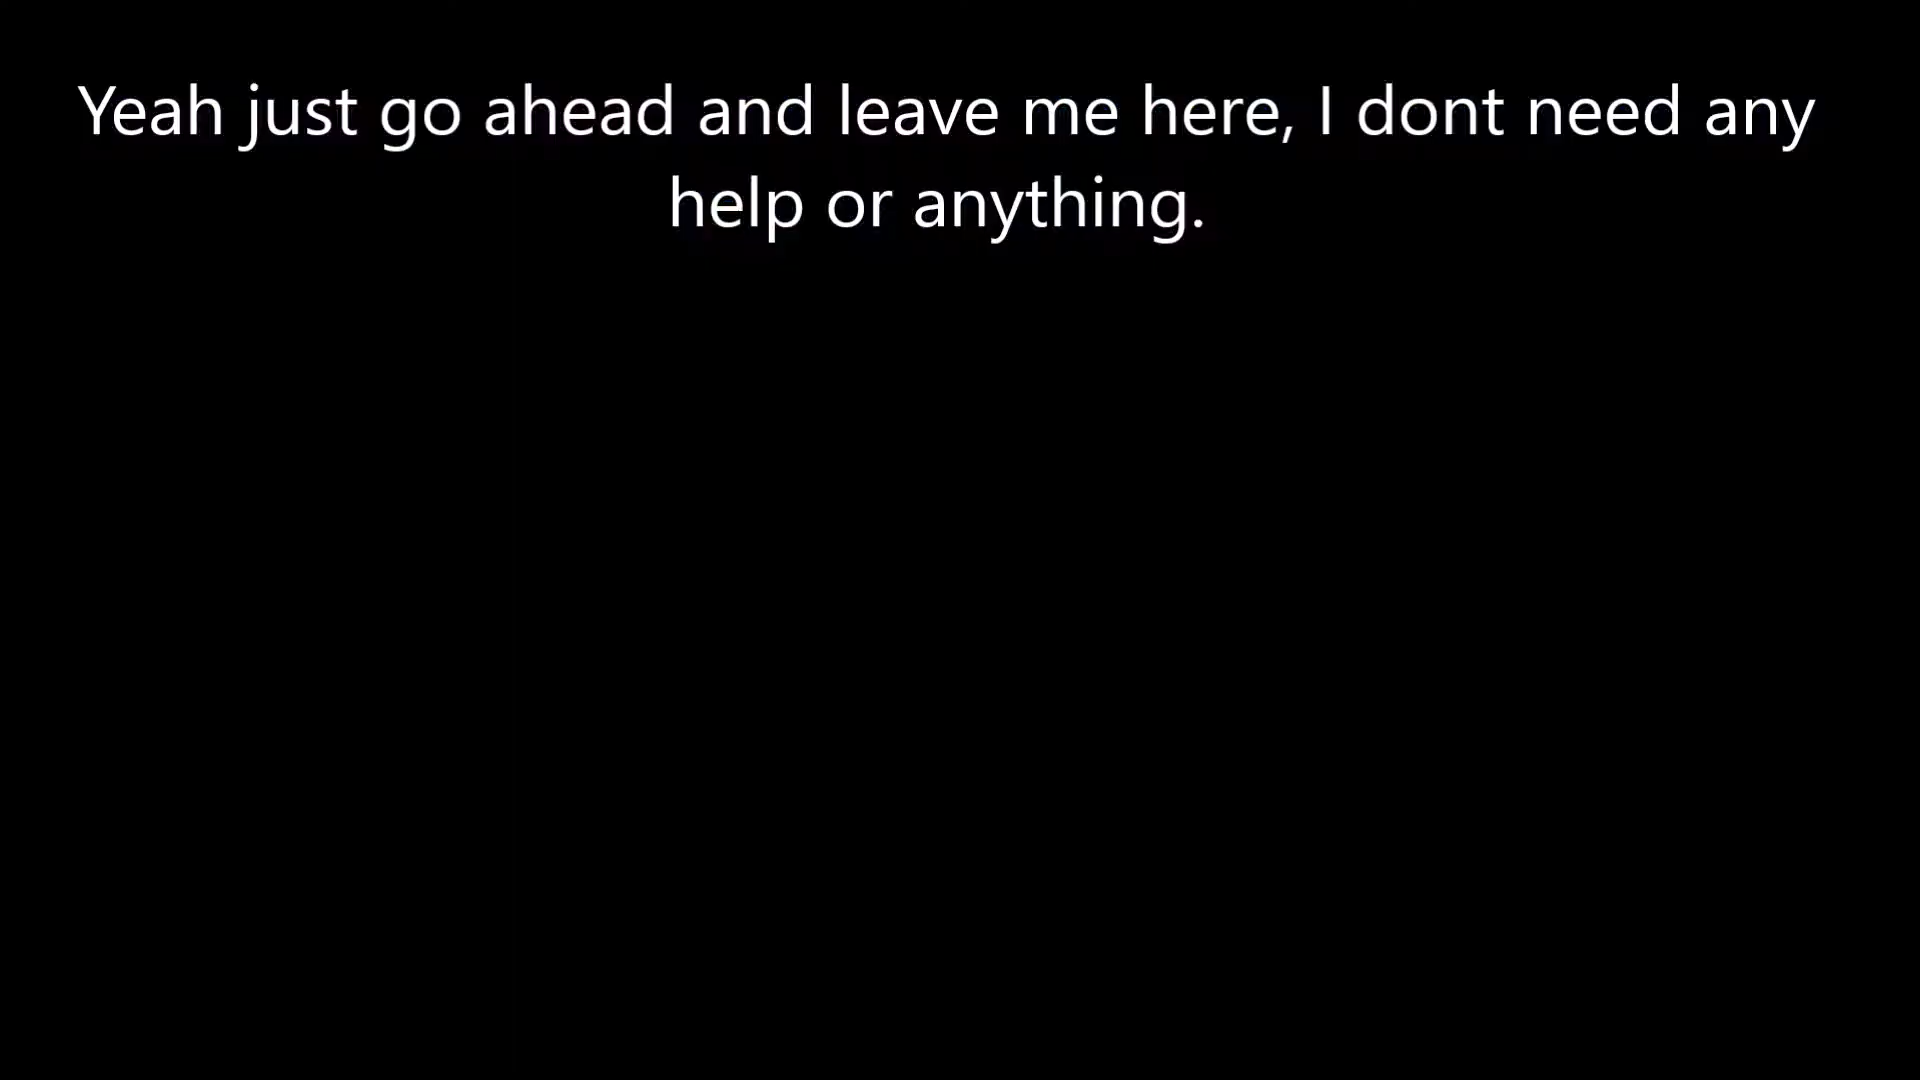 Yeah just go ahead and leave me here, I dont need any
help or anything.